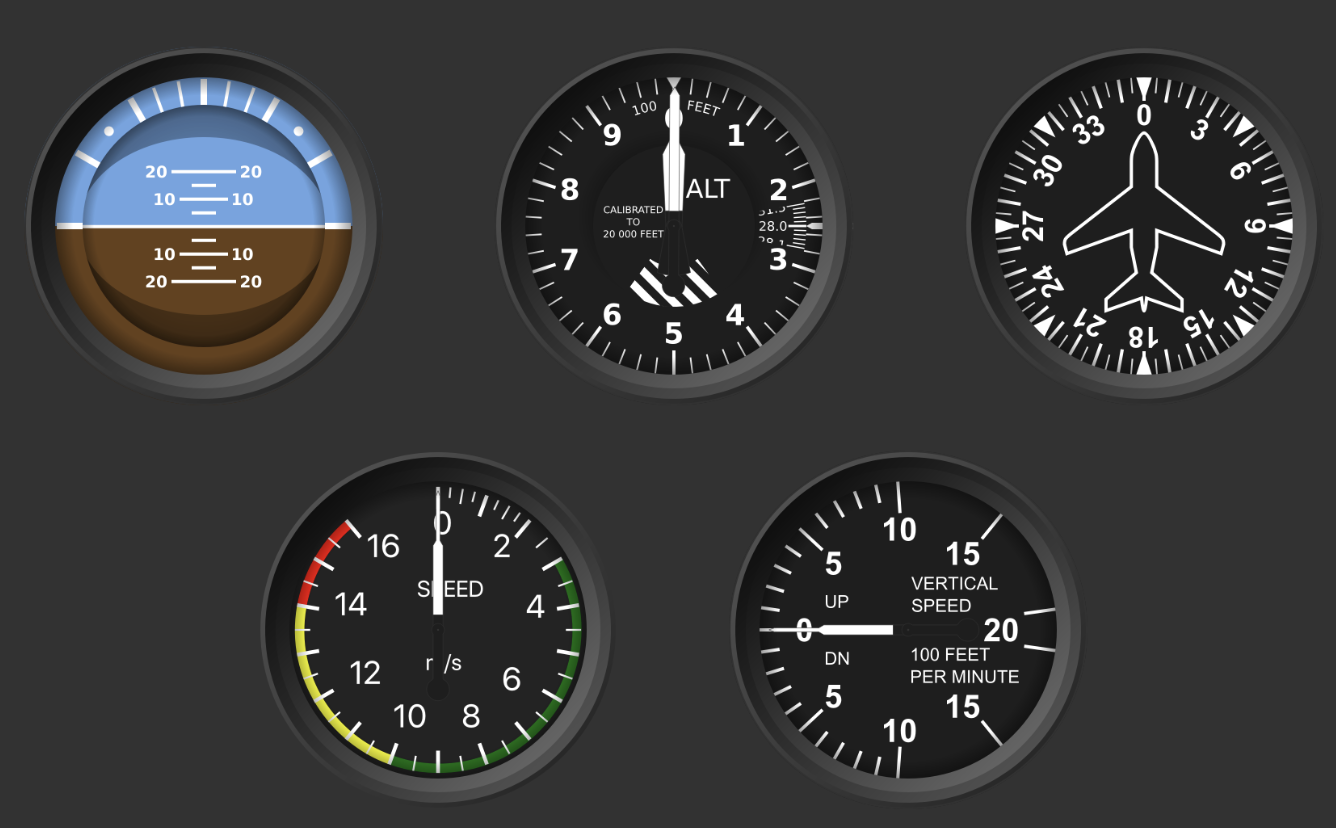 20 20
10 10
10 10
20 20
100 FEET
9 1
8 ALT 2
CALIBRATED
TO
20 000 FEET
28.0
7 3
6 4
5
0
33 3
30 6
27 9
24 12
21 15
18
0
16 2
SPEED
14 4
12 /s 6
10 8
10
5 15
UP VERTICAL
SPEED
0 20
DN 100 FEET
PER MINUTE
5 15
10